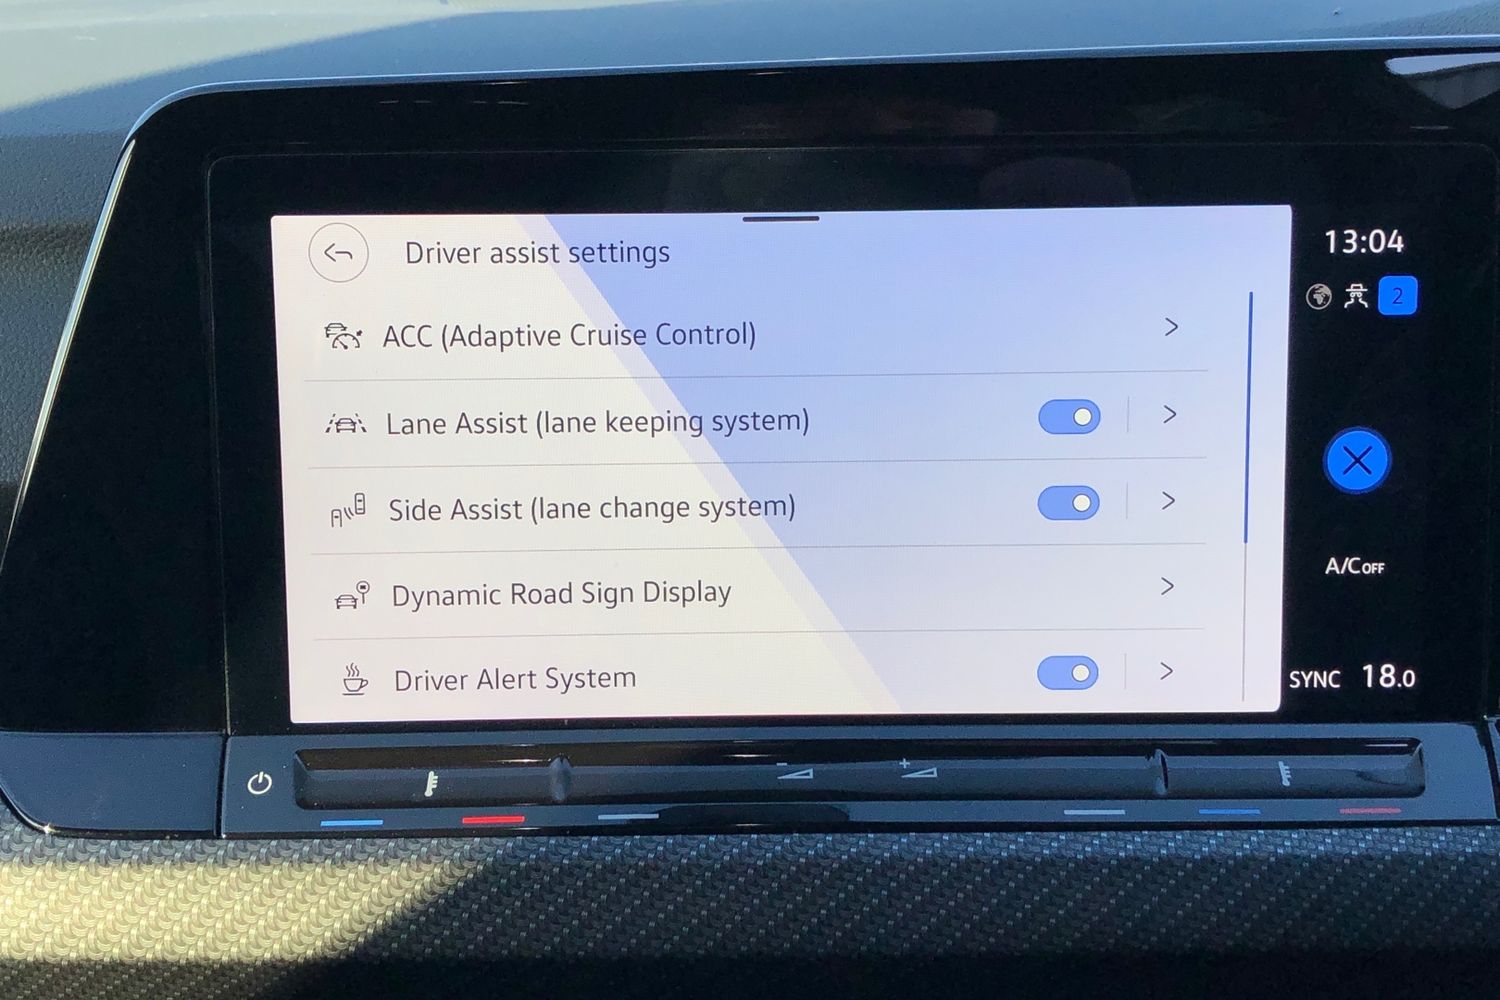 Driver assist settings
13:04
2
ACC (Adaptive Cruise Control)
Lane Assist (lane keeping system)
Side Assist (lane change system)
A/C OFF
Dynamic Road Sign Display
Driver Alert System
SYNC 18.0